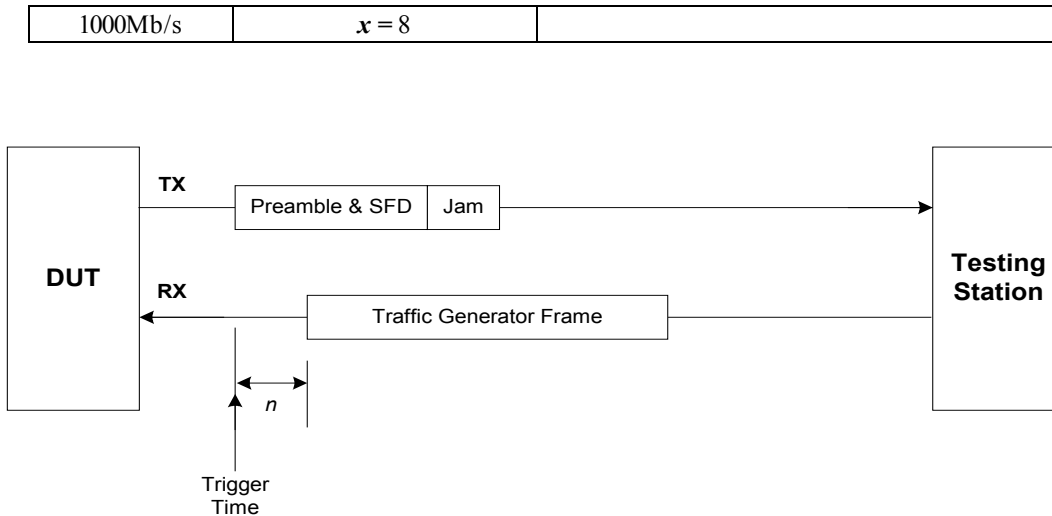 1000Mb/s x = 8
TX
Preamble & SFD Jam
DUT
Testing
Station
RX
Traffic Generator Frame
n
Trigger
Time